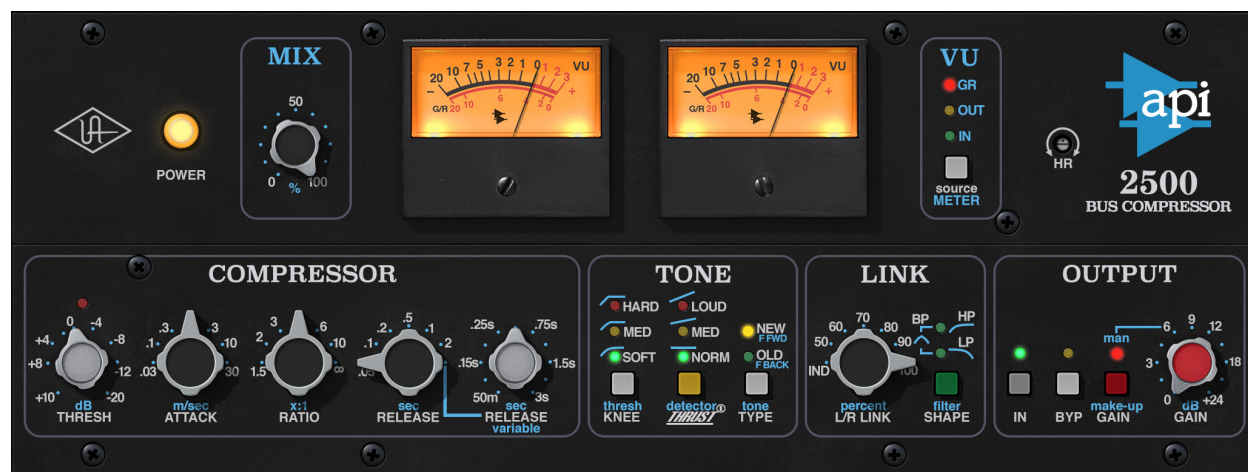 MIX
50
0 % 100
POWER
20 10 7 5 3 2 1 0 1 2 3 VU
- +
G/R 20 10 6 2 0
20 10 7 5 3 2 1 0 1 2 3 VU
- +
G/R 20 10 6 2 0
VU
GR
OUT
IN
source
METER
HR
api
2500
BUS COMPRESSOR
COMPRESSOR
0 -4
+4 -8
+8 -12
+10 -20
dB
THRESH
.3 3
.1 10
.03 30
m/sec
ATTACK
3 6
2 10
1.5 ∞
x:1
RATIO
.5
.2 .1
.1 .2
.05
sec
RELEASE
.25s .75s
.15s 1.5s
50m 3s
sec
RELEASE
variable
TONE
HARD LOUD
MED MED NEW
F FWD
SOFT NORM OLD
F BACK
thresh detector tone
KNEE THRUST® TYPE
LINK
70
60 80
50 90
IND 100
percent
L/R LINK
BP HP
LP
filter
SHAPE
OUTPUT
man
IN
BYP
make-up
GAIN
9
6 12
3 18
0 +24
dB
GAIN